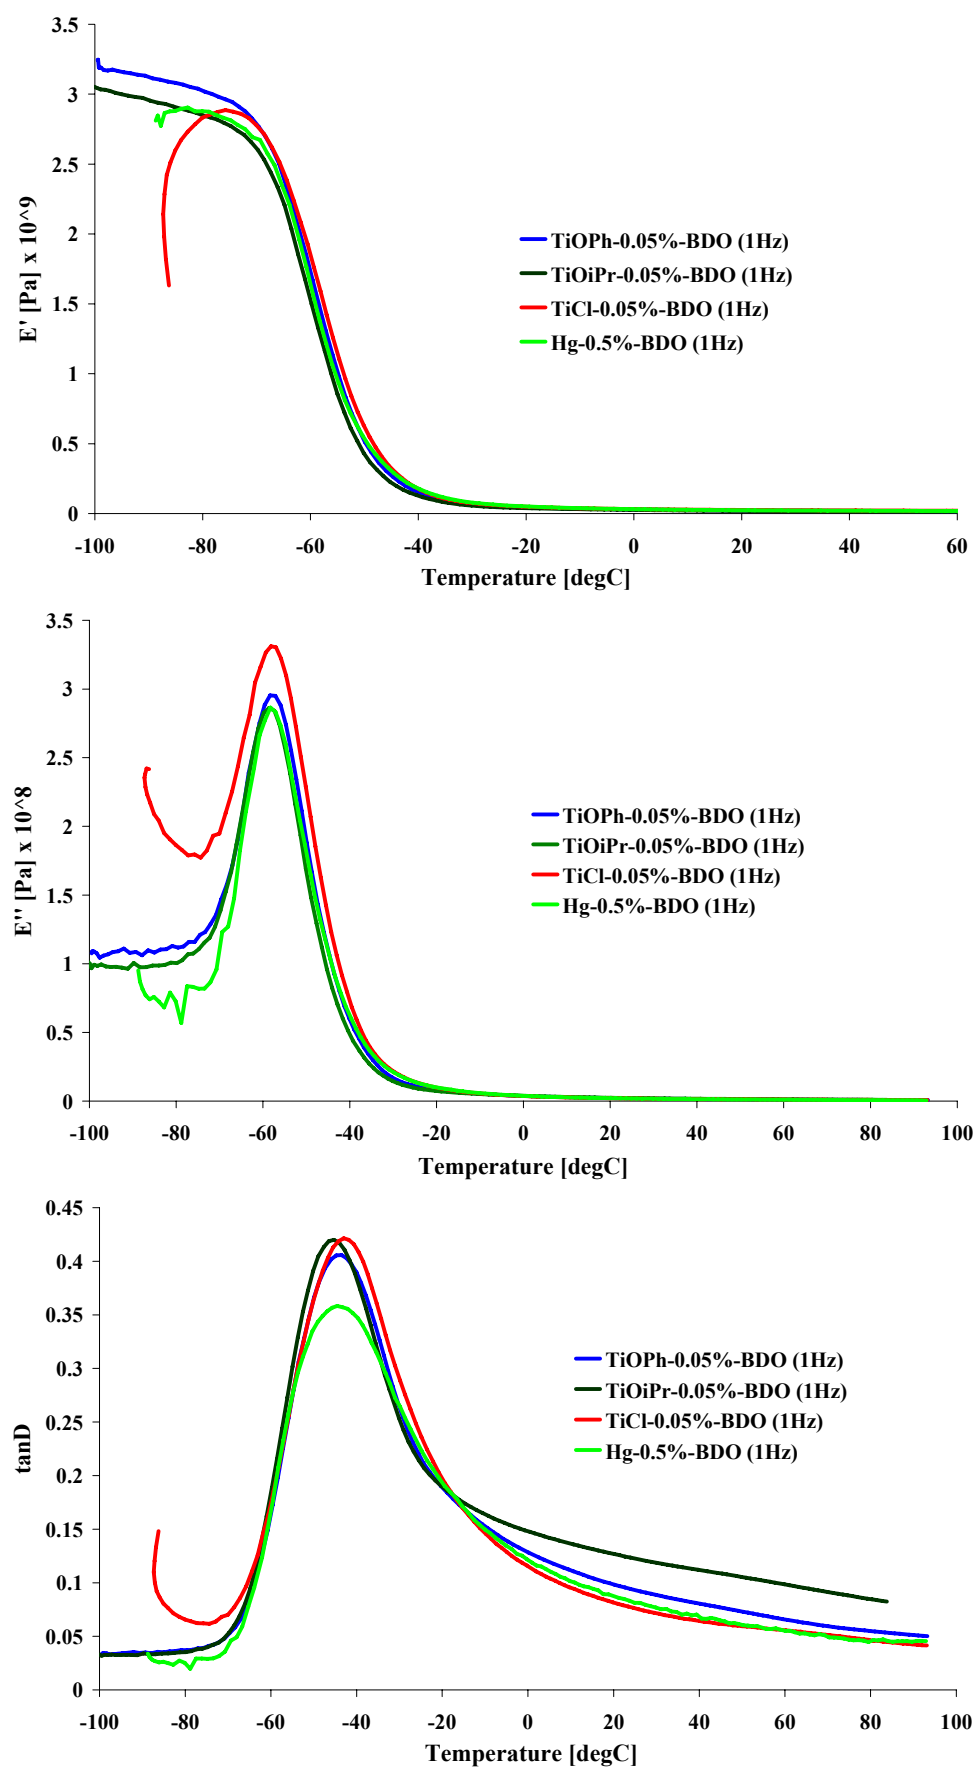 3.5
3
2.5
2
1.5
1
0.5
0
E' [Pa] x 10^9
TiOPh-0.05%-BDO (1Hz)
TiOiPr-0.05%-BDO (1Hz)
TiCl-0.05%-BDO (1Hz)
Hg-0.5%-BDO (1Hz)
-100 -80 -60 -40 -20 0 20 40 60
Temperature [degC]
3.5
3
2.5
2
1.5
1
0.5
0
E'' [Pa] x 10^8
TiOPh-0.05%-BDO (1Hz)
TiOiPr-0.05%-BDO (1Hz)
TiCl-0.05%-BDO (1Hz)
Hg-0.5%-BDO (1Hz)
-100 -80 -60 -40 -20 0 20 40 60 80 100
Temperature [degC]
0.45
0.4
0.35
0.3
0.25
0.2
0.15
0.1
0.05
0
tanD
TiOPh-0.05%-BDO (1Hz)
TiOiPr-0.05%-BDO (1Hz)
TiCl-0.05%-BDO (1Hz)
Hg-0.5%-BDO (1Hz)
-100 -80 -60 -40 -20 0 20 40 60 80 100
Temperature [degC]